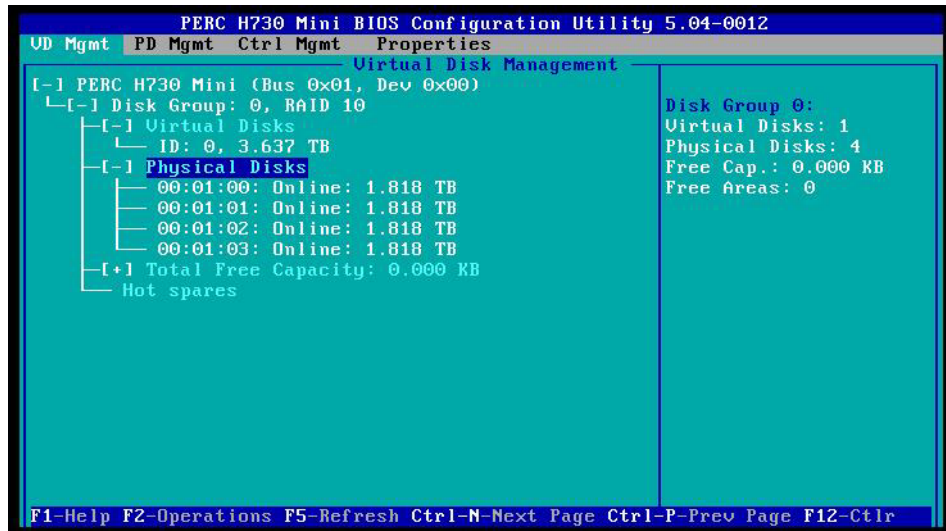 PERC H730 Mini BIOS Configuration Utility 5.04-0012
VD Mgmt PD Mgmt Ctrl Mgmt Properties
Virtual Disk Management
[-] PERC H730 Mini (Bus 0x01, Dev 0x00)
[-] Disk Group: 0, RAID 10
[-] Virtual Disks
ID: 0, 3.637 TB
[-] Physical Disks
00:01:00: Online: 1.818 TB
00:01:01: Online: 1.818 TB
00:01:02: Online: 1.818 TB
00:01:03: Online: 1.818 TB
[+] Total Free Capacity: 0.000 KB
Hot spares
Disk Group 0:
Virtual Disks: 1
Physical Disks: 4
Free Cap.: 0.000 KB
Free Areas: 0
F1-Help F2-Operations F5-Refresh Ctrl-N-Next Page Ctrl-P-Prev Page F12-Ctlr